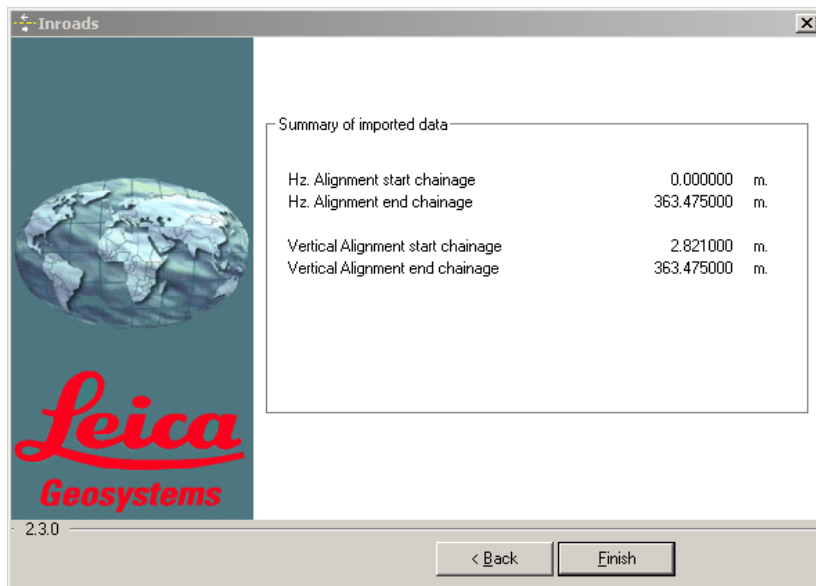 Inroads
Summary of imported data
Hz. Alignment start chainage 0.000000 m.
Hz. Alignment end chainage 363.475000 m.
Vertical Alignment start chainage 2.821000 m.
Vertical Alignment end chainage 363.475000 m.
Leica
Geosystems
2.3.0
< Back Finish